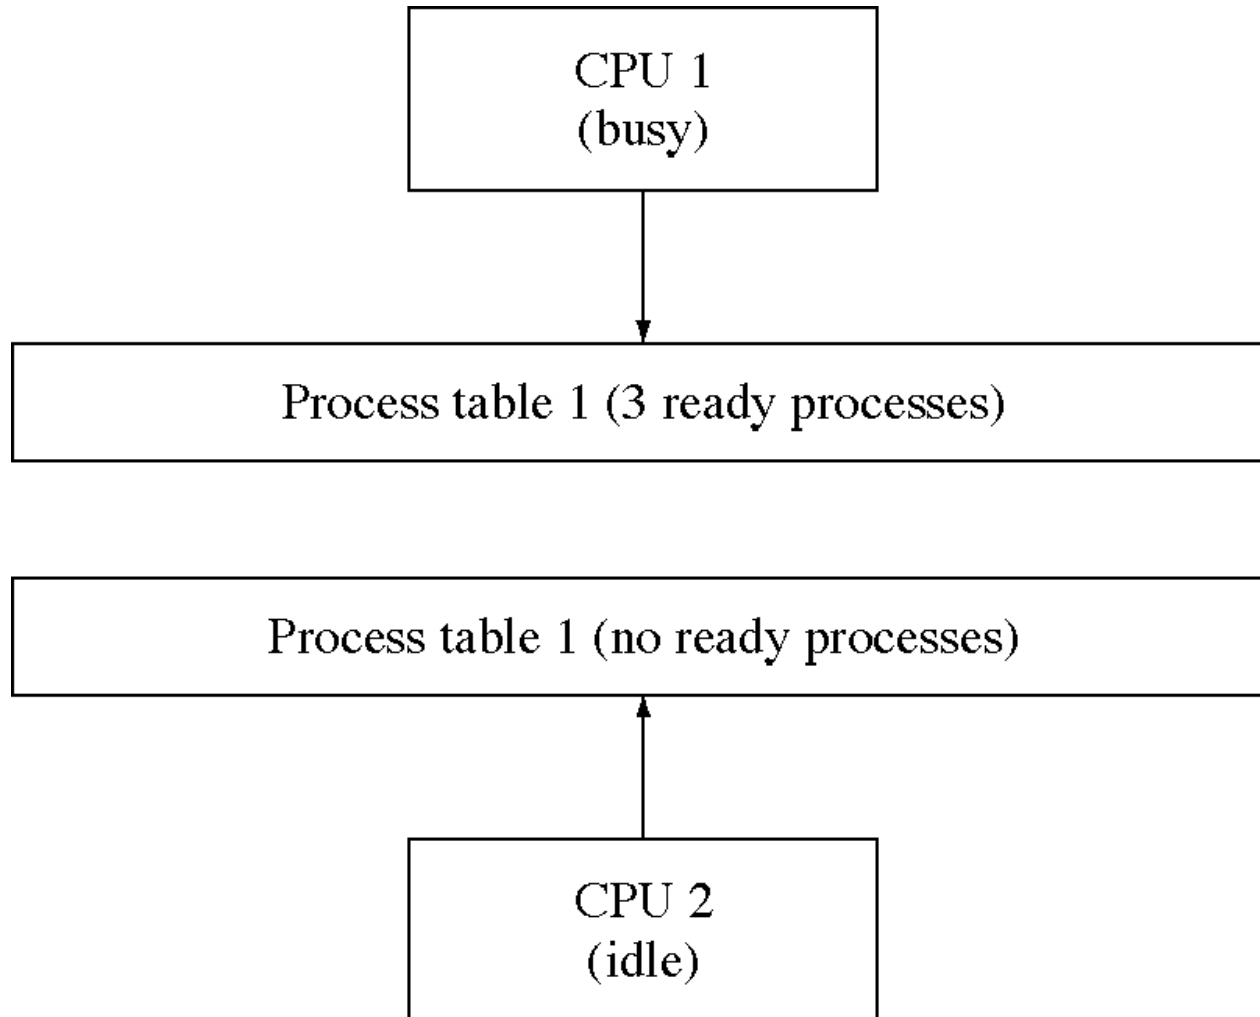 CPU 1
(busy)
Process table 1 (3 ready processes)
Process table 1 (no ready processes)
CPU 2
(idle)